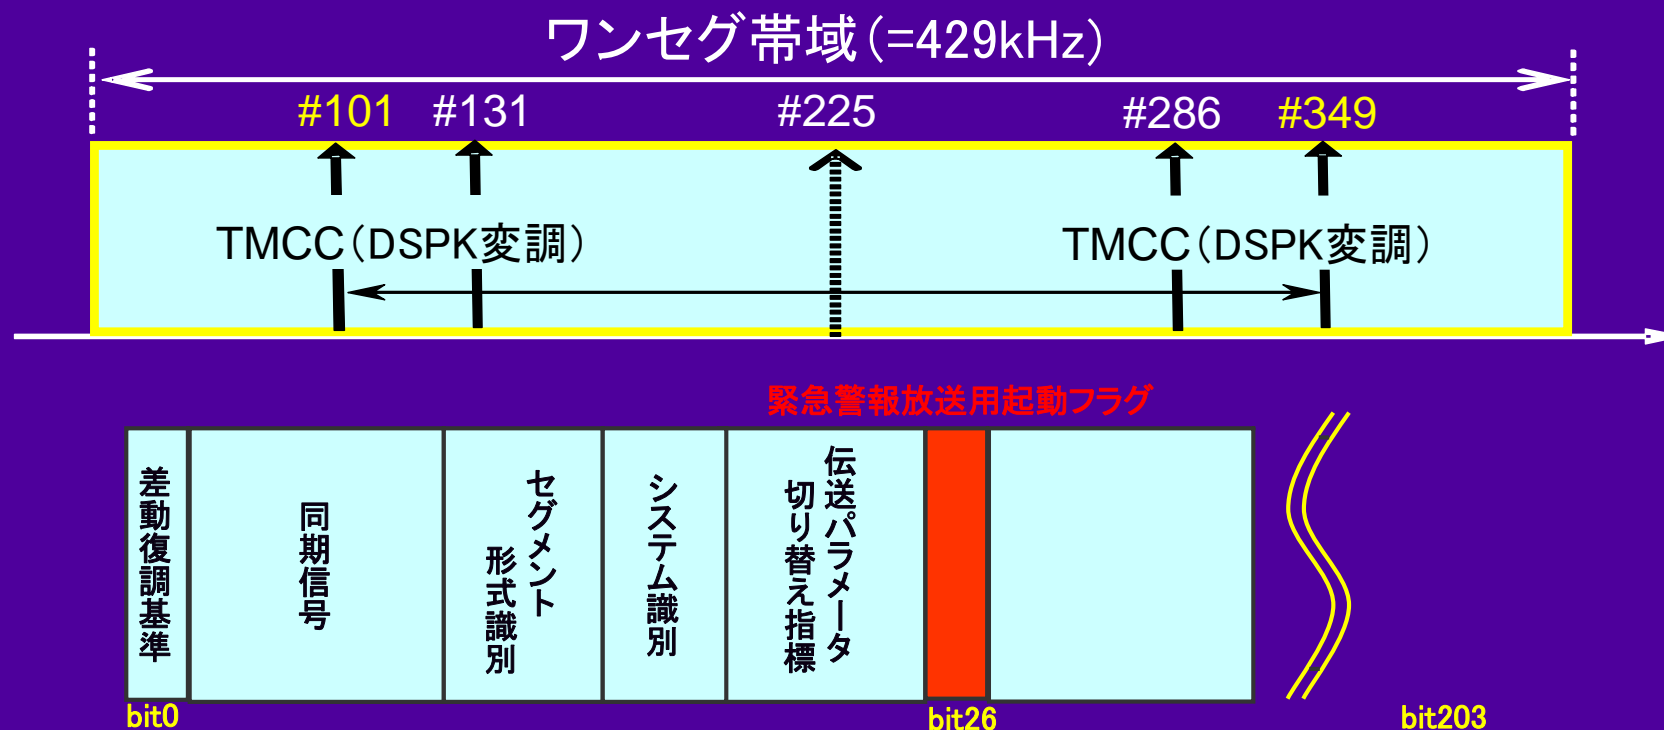 ワンセグ帯域(=429kHz)
#101 #131 #225 #286 #349
TMCC(DSPK変調) TMCC(DSPK変調)
緊急警報放送用起動フラグ
差動復調基準
同期信号
セグメント
形式識別
システム識別
伝送パラメータ
切り替え指標
bit0 bit26 bit203